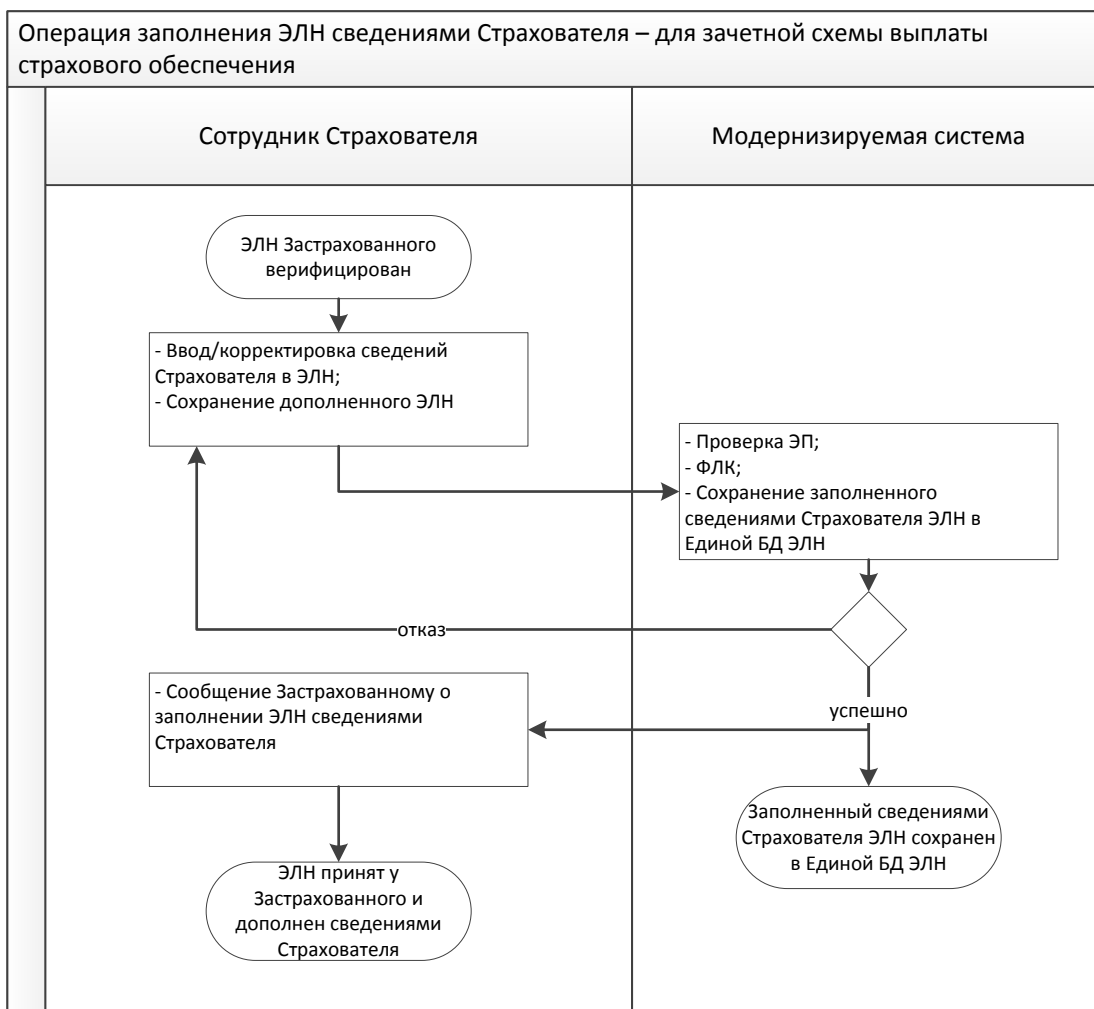 Операция заполнения ЭЛН сведениями Страхователя – для зачетной схемы выплаты
страхового обеспечения
Сотрудник Страхователя
Модернизируемая система
ЭЛН Застрахованного
верифицирован
- Ввод/корректировка сведений
Страхователя в ЭЛН;
- Сохранение дополненного ЭЛН
- Проверка ЭП;
- ФЛК;
- Сохранение заполненного
сведениями Страхователя ЭЛН в
Единой БД ЭЛН
отказ
- Сообщение Застрахованному о
заполнении ЭЛН сведениями
Страхователя
успешно
Заполненный сведениями
Страхователя ЭЛН сохранен
в Единой БД ЭЛН
ЭЛН принят у
Застрахованного и
дополнен сведениями
Страхователя